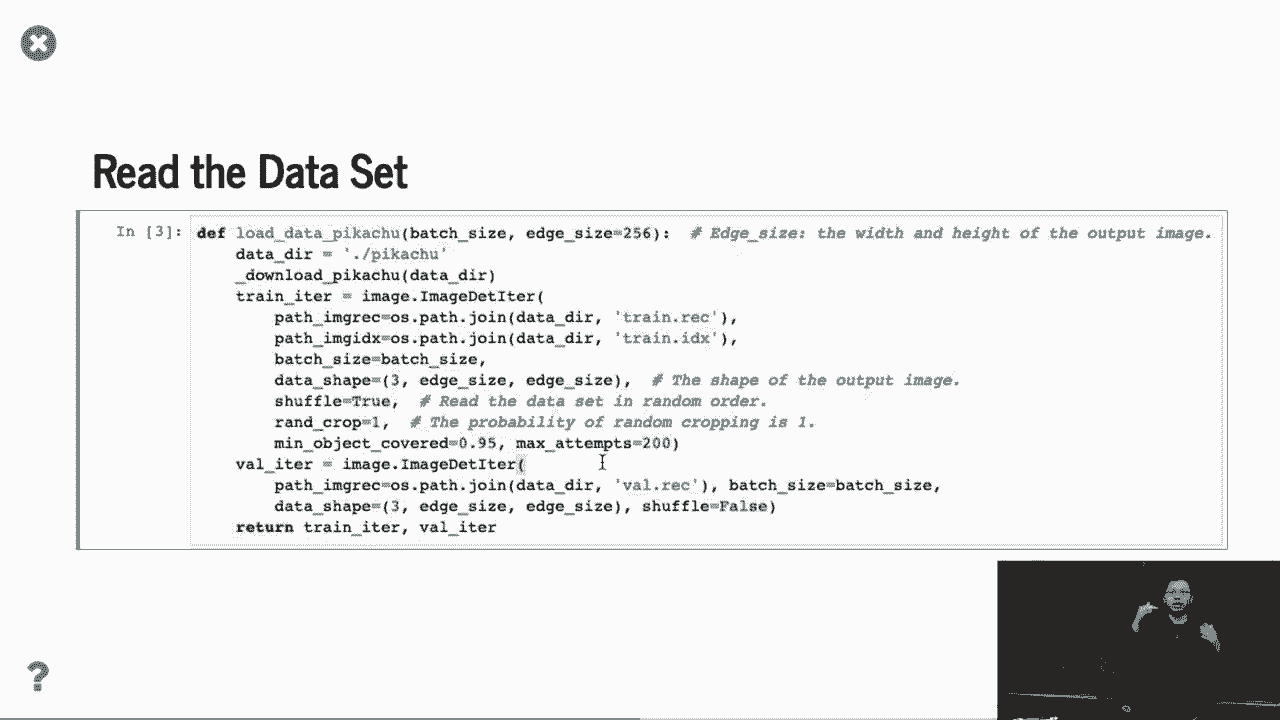 Read the Data Set
In [3]: def load_data_pikachu(batch_size, edge_size=256):  # Edge_size: the width and height of the output image.
    data_dir = './pikachu'
    _download_pikachu(data_dir)
    train_iter = image.ImageDetIter(
        path_imgrec=os.path.join(data_dir, 'train.rec'),
        path_imgidx=os.path.join(data_dir, 'train.idx'),
        batch_size=batch_size,
        data_shape=(3, edge_size, edge_size),  # The shape of the output image.
        shuffle=True,  # Read the data set in random order.
        rand_crop=1,  # The probability of random cropping is 1.
        min_object_covered=0.95, max_attempts=200)
    val_iter = image.ImageDetIter(
        path_imgrec=os.path.join(data_dir, 'val.rec'), batch_size=batch_size,
        data_shape=(3, edge_size, edge_size), shuffle=False)
    return train_iter, val_iter
?